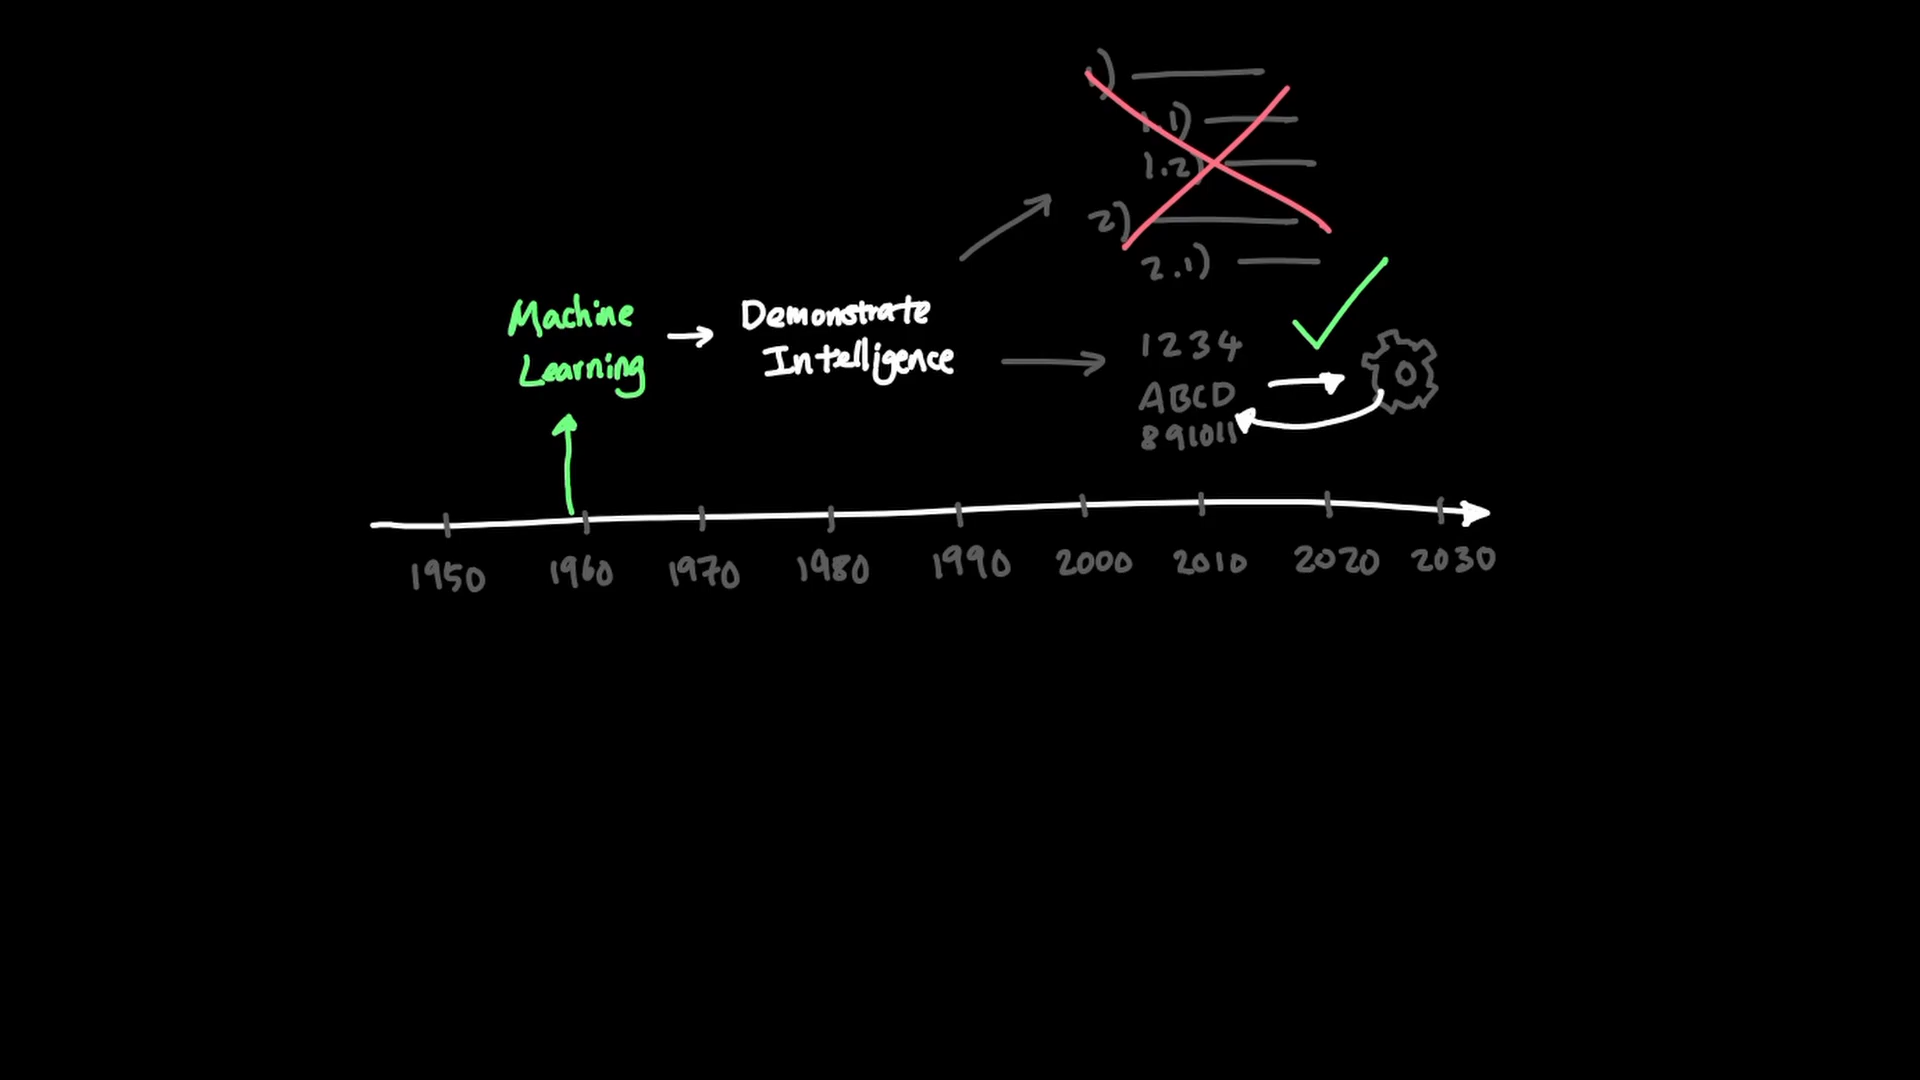 1)
1.1)
1.2)
2)
2.1)
Machine
Learning
Demonstrate
Intelligence
1234
ABCD
891011
1950 1960 1970 1980 1990 2000 2010 2020 2030